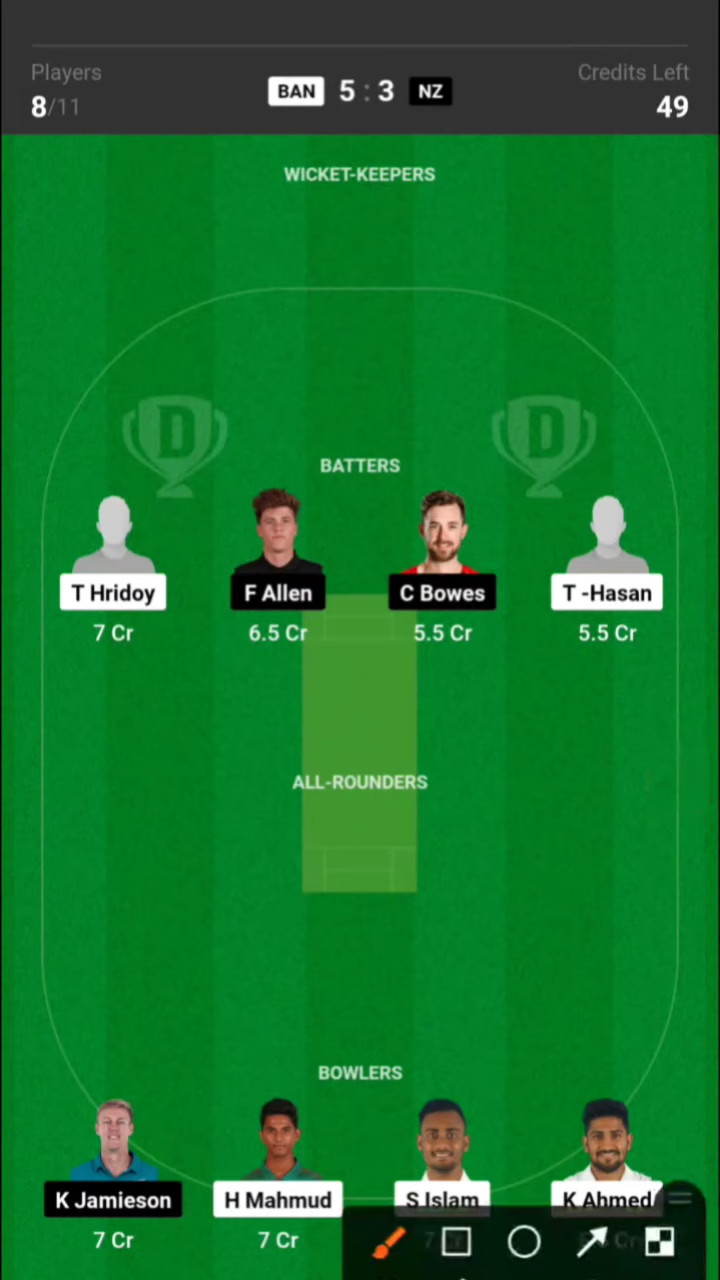 Players
Credits Left
8/11
BAN 5 : 3 NZ
49
WICKET-KEEPERS
D D
BATTERS
T Hridoy F Allen C Bowes T -Hasan
7 Cr 6.5 Cr 5.5 Cr 5.5 Cr
ALL-ROUNDERS
BOWLERS
K Jamieson H Mahmud S Islam K Ahmed
7 Cr 7 Cr